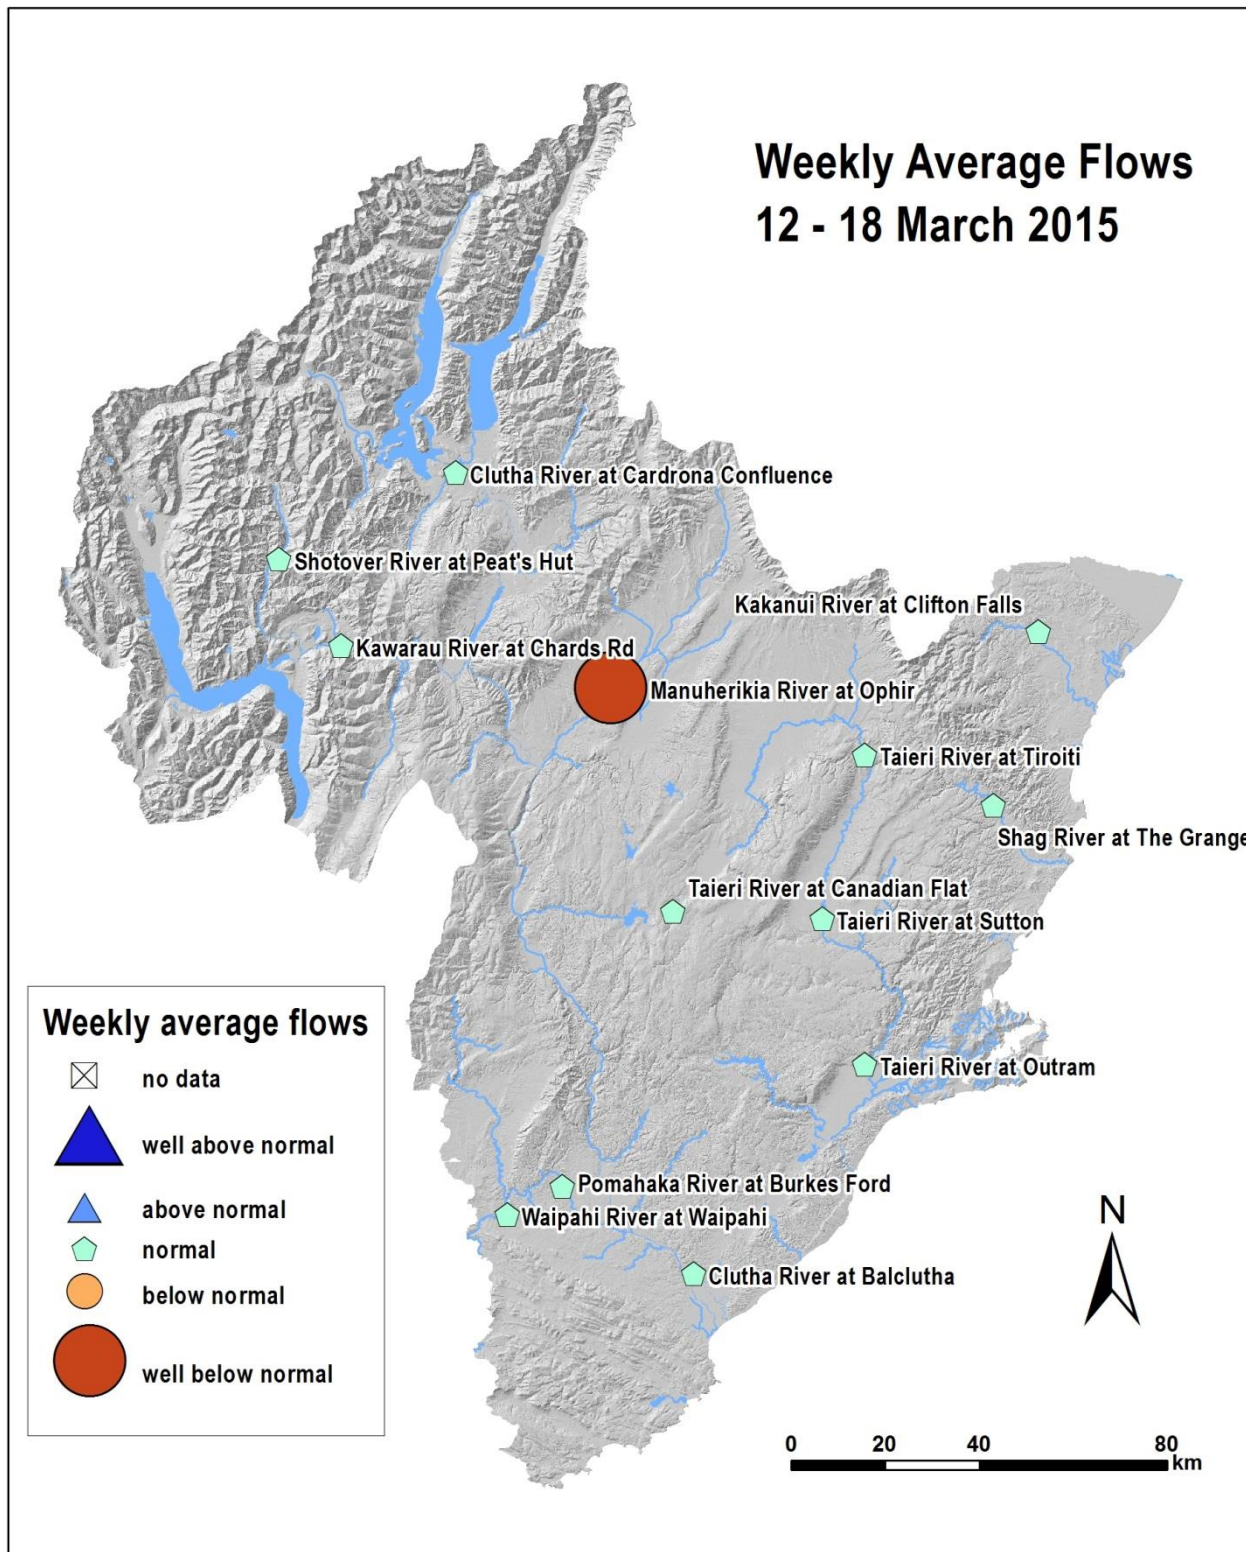 Weekly Average Flows
12 - 18 March 2015
Clutha River at Cardrona Confluence
Shotover River at Peat's Hut
Kakanui River at Clifton Falls
Kawarau River at Chards Rd
Manuherikia River at Ophir
Taieri River at Tiroiti
Shag River at The Grange
Taieri River at Canadian Flat
Taieri River at Sutton
Taieri River at Outram
Pomahaka River at Burkes Ford
Waipahi River at Waipahi
Clutha River at Balclutha
Weekly average flows
no data
well above normal
above normal
normal
below normal
well below normal
N
0 20 40 80
km